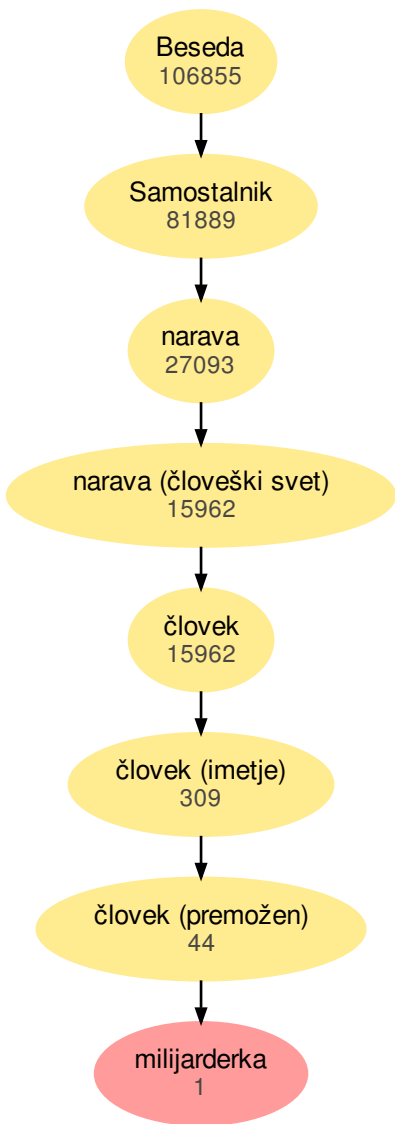 Beseda
106855
Samostalnik
81889
narava
27093
narava (človeški svet)
15962
človek
15962
človek (imetje)
309
človek (premožen)
44
milijarderka
1